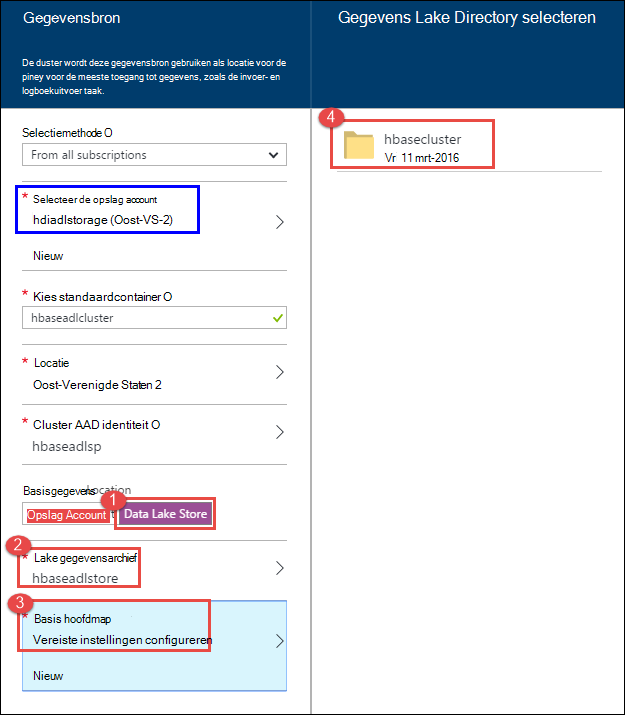 Gegevensbron
De duster wordt deze gegevensbron gebruiken als locatie voor de
piney voor de meeste toegang tot gegevens, zoals de invoer- en
logboekuitvoer taak.
Selectiemethode O
From all subscriptions
* Selecteer de opslag account
hdiadlstorage (Oost-VS-2)
Nieuw
* Kies standaardcontainer O
hbaseadlcluster
* Locatie
Oost-Verenigde Staten 2
* Cluster AAD identiteit O
hbaseadlsp
Basisgegevens Location
1
Opslag Account
Data Lake Store
2
* Lake gegevensarchief
hbaseadlstore
3
* Basis hoofdmap
Vereiste instellingen configureren
Nieuw
Gegevens Lake Directory selecteren
4
hbasecluster
Vr 11 mrt-2016